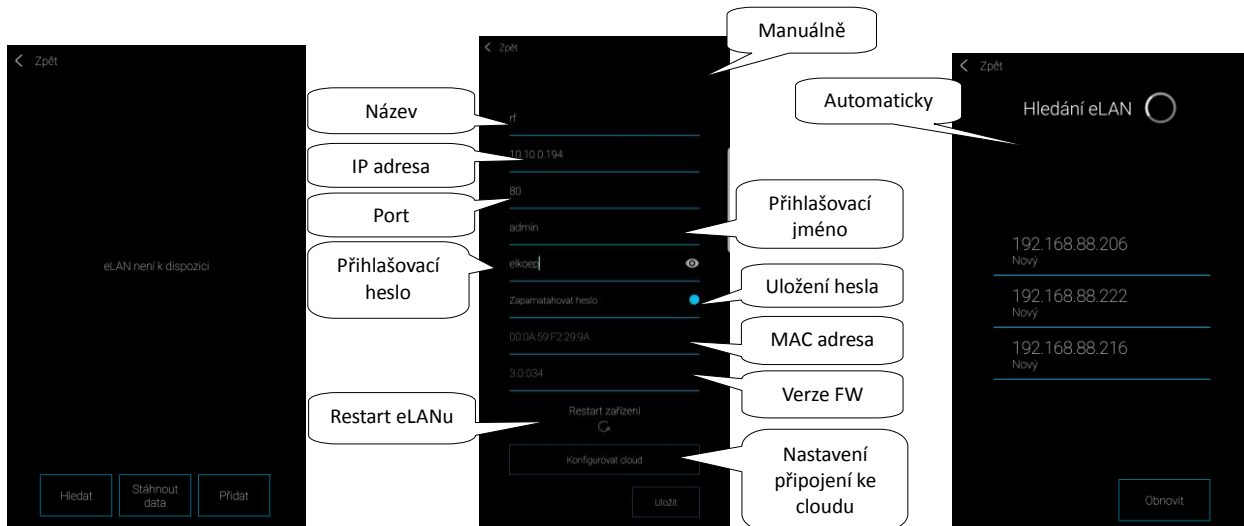 Zpět
eLAN není k dispozici
Hledat
Stáhnout
data
Přidat
Název
IP adresa
Port
Přihlašovací
heslo
Restart eLANu
Zpět
rf
10.10.0.194
80
admin
elkoep
Zapamatahovat heslo
00:0A:59:F2:29:9A
3.0.034
Restart zařízení
Konfigurovat cloud
Uložit
Manuálně
Přihlašovací
jméno
Uložení hesla
MAC adresa
Verze FW
Nastavení
připojení ke
cloudu
Automaticky
Zpět
Hledání eLAN
192.168.88.206
Nový
192.168.88.222
Nový
192.168.88.216
Nový
Obnovit